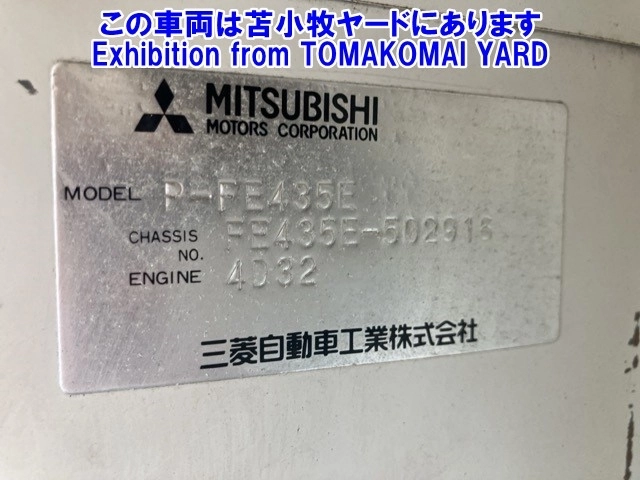 この車両は苫小牧ヤードにあります
Exhibition from TOMAKOMAI YARD
MITSUBISHI
MOTORS CORPORATION
MODEL P-FE435E
CHASSIS NO. FE435E-502916
ENGINE 4D32
三菱自動車工業株式会社